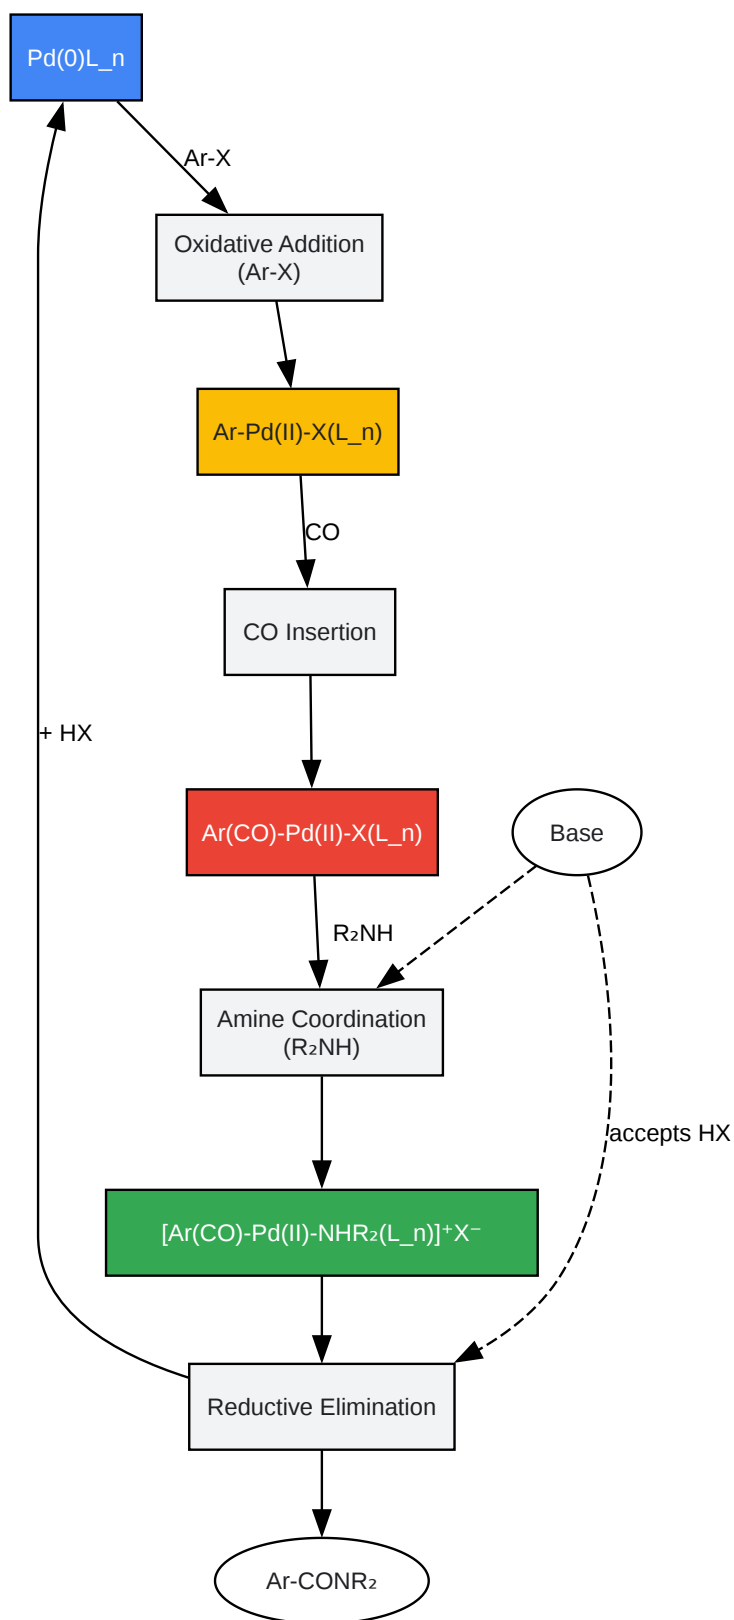 Pd(0)L_n
Ar-X
Oxidative Addition
(Ar-X)
Ar-Pd(II)-X(L_n)
CO
CO Insertion
+ HX
Ar(CO)-Pd(II)-X(L_n)
Base
R₂NH
Amine Coordination
(R₂NH)
accepts HX
[Ar(CO)-Pd(II)-NHR₂(L_n)]⁺X⁻
Reductive Elimination
Ar-CONR₂